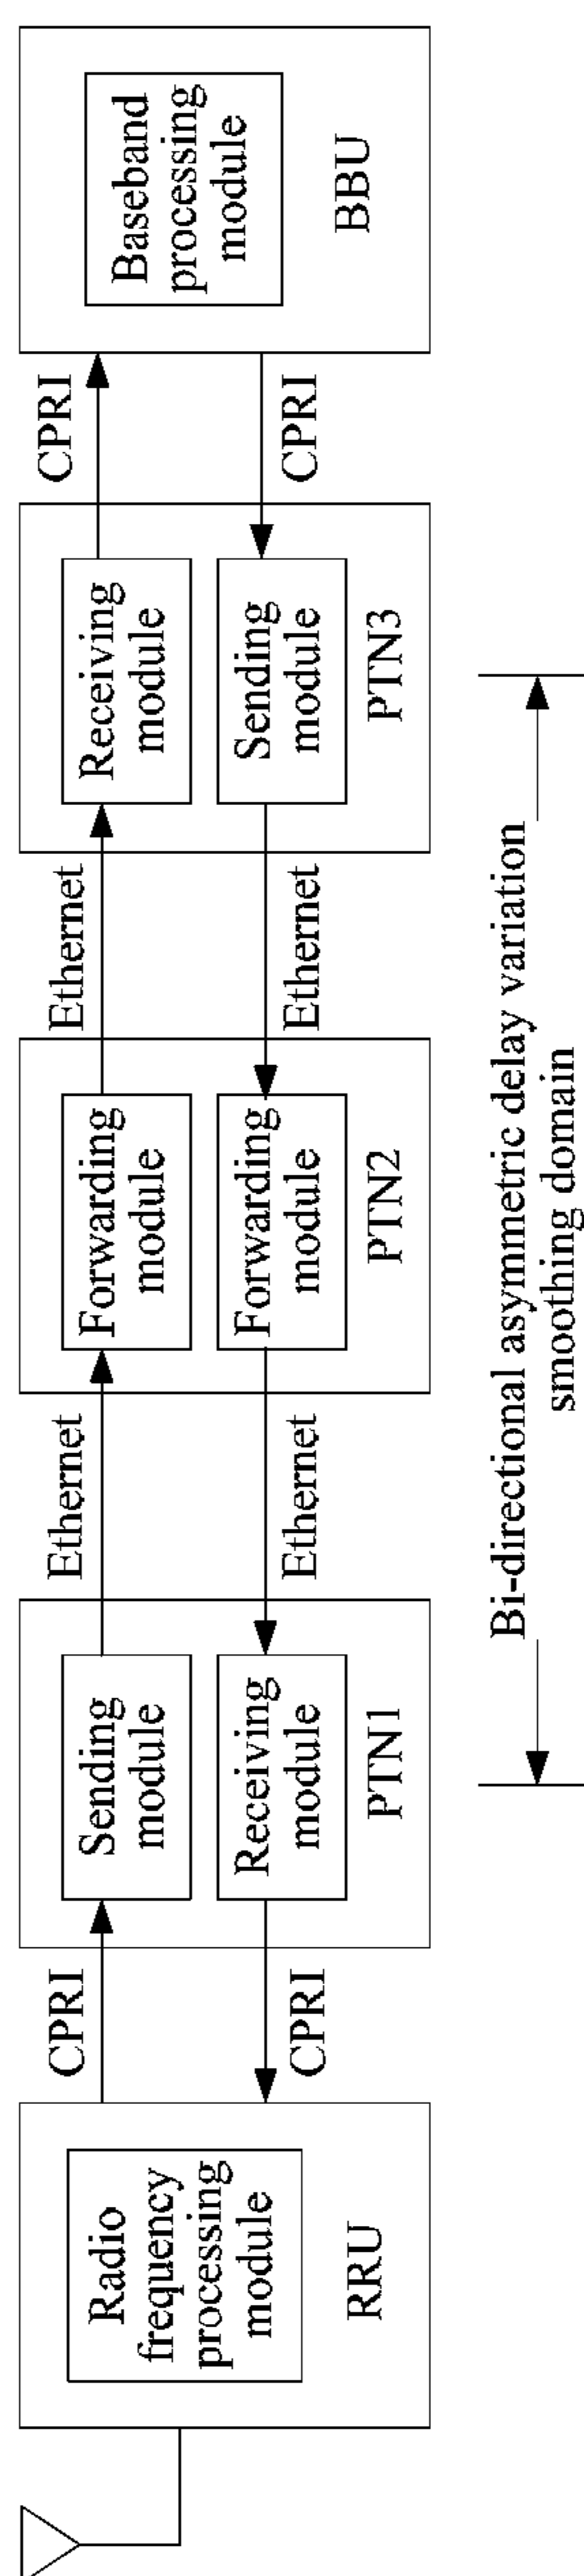 Radio
frequency
processing
module
RRU
CPRI
CPRI
Sending
module
Receiving
module
PTN1
Ethernet
Ethernet
Forwarding
module
Forwarding
module
PTN2
Ethernet
Ethernet
Receiving
module
Sending
module
PTN3
CPRI
CPRI
Baseband
processing
module
BBU
Bi-directional asymmetric delay variation
smoothing domain